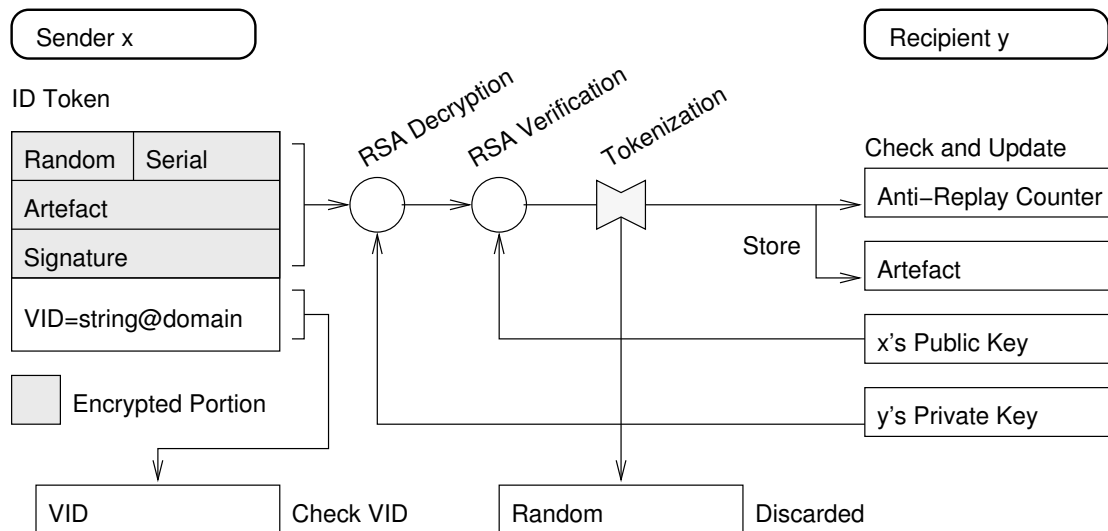 Sender x
Recipient y
ID Token
RSA Decryption
RSA Verification
Tokenization
Random Serial
Artefact
Signature
VID=string@domain
Encrypted Portion
Check and Update
Anti−Replay Counter
Store
Artefact
x's Public Key
y's Private Key
VID
Check VID
Random
Discarded